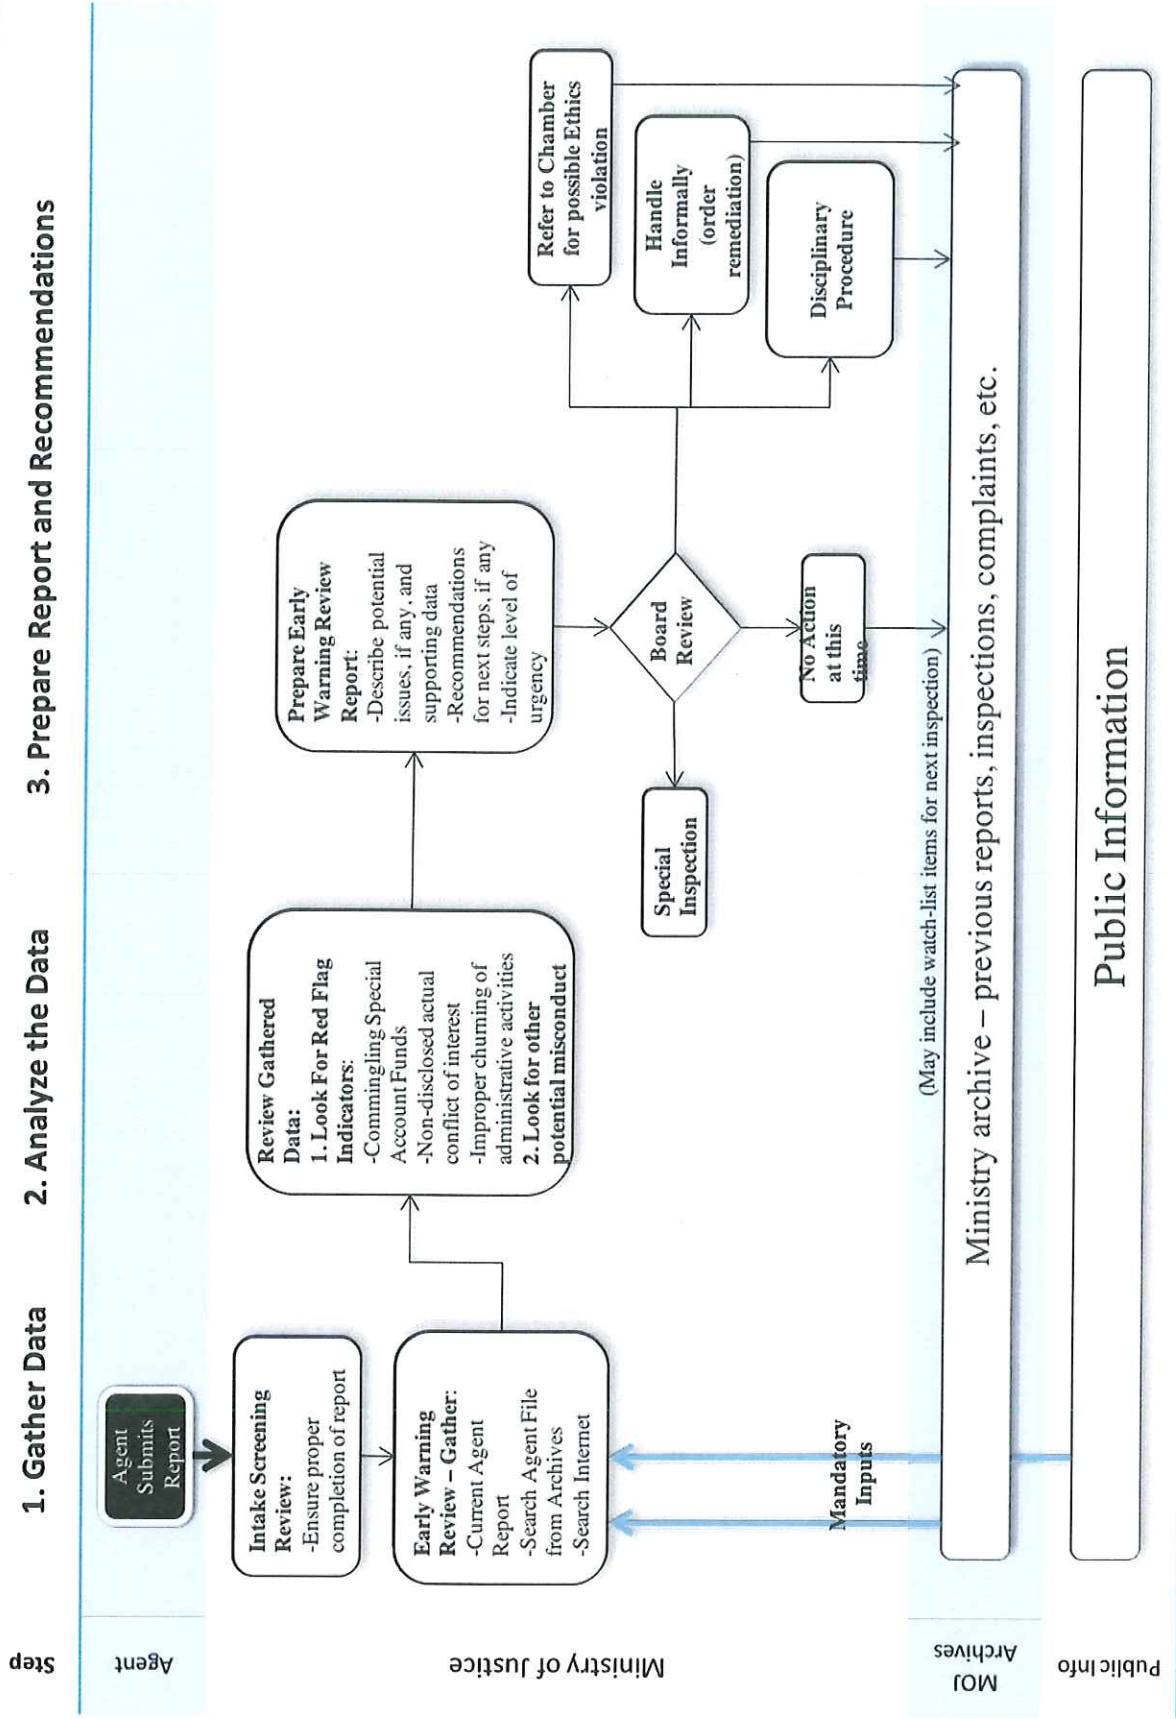 Step
1. Gather Data
2. Analyze the Data
3. Prepare Report and Recommendations
Agent
Agent
Submits
Report
Ministry of Justice
Intake Screening
Review:
-Ensure proper
completion of report
Early Warning
Review – Gather:
-Current Agent
Report
-Search Agent File
from Archives
-Search Internet
Review Gathered
Data:
1. Look For Red Flag
Indicators:
-Commingling Special
Account Funds
-Non-disclosed actual
conflict of interest
-Improper churning of
administrative activities
2. Look for other
potential misconduct
Prepare Early
Warning Review
Report:
-Describe potential
issues, if any, and
supporting data
-Recommendations
for next steps, if any
-Indicate level of
urgency
Board
Review
Special
Inspection
No Action
at this
time
Refer to Chamber
for possible Ethics
violation
Handle
Informally
(order
remediation)
Disciplinary
Procedure
Mandatory
Inputs
(May include watch-list items for next inspection)
MOJ
Archives
Ministry archive – previous reports, inspections, complaints, etc.
Public Info
Public Information